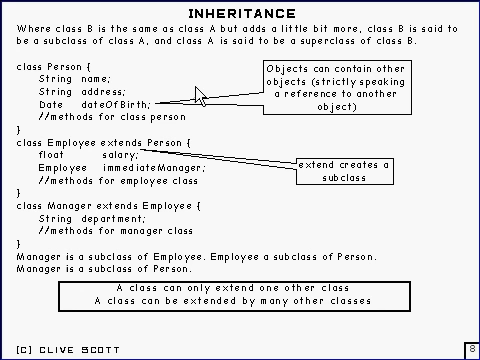 INHERITANCE
Where class B is the same as class A but adds a little bit more, class B is said to
be a subclass of class A, and class A is said to be a superclass of class B.
class Person {
String name;
String address;
Date dateOfBirth;
//methods for class person
}
Objects can contain other
objects (strictly speaking
a reference to another
object)
class Employee extends Person {
float salary;
Employee immediateManager;
//methods for employee class
}
extend creates a
subclass
class Manager extends Employee {
String department;
//methods for manager class
}
Manager is a subclass of Employee. Employee a subclass of Person.
Manager is a subclass of Person.
A class can only extend one other class
A class can be extended by many other classes
[C] CLIVE SCOTT
8